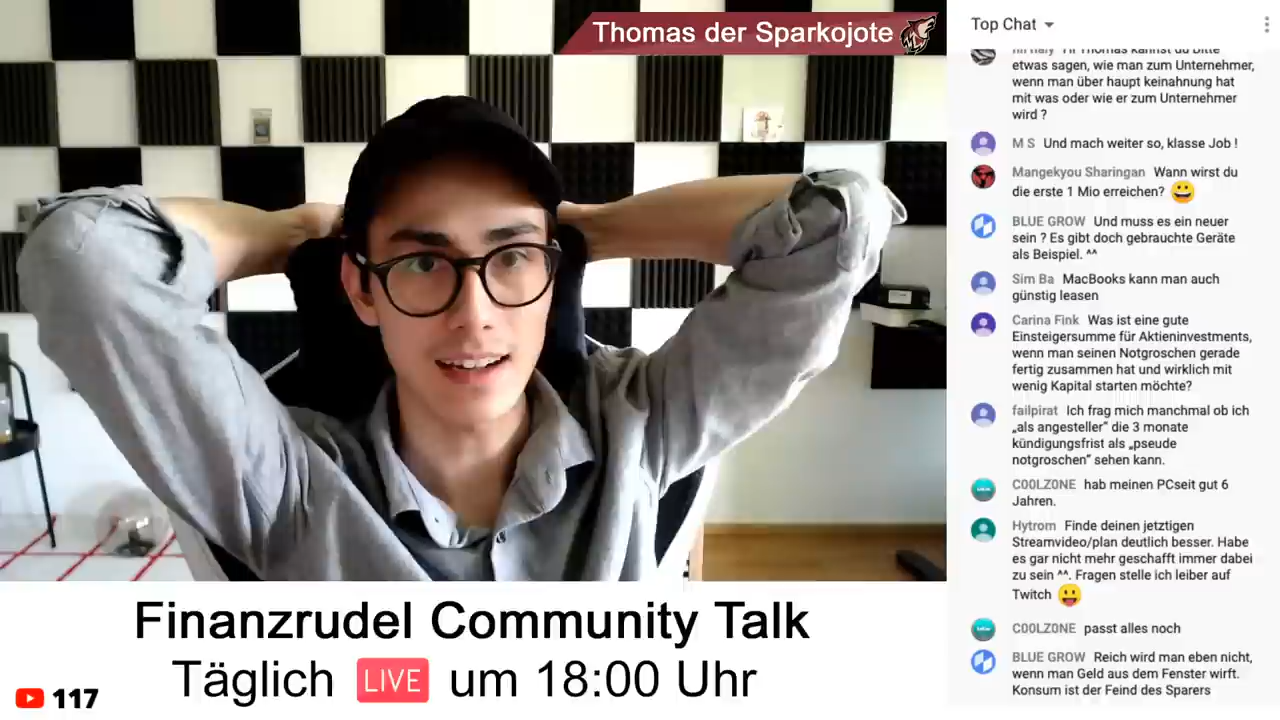 Thomas der Sparkojote
Finanzrudel Community Talk
Täglich LIVE um 18:00 Uhr
117
Top Chat
Thomas kannst du bitte
etwas sagen, wie man zum Unternehmer,
wenn man über haupt keinahnung hat
mit was oder wie er zum Unternehmer
wird ?
M S Und mach weiter so, klasse Job !
Mangekyou Sharingan Wann wirst du
die erste 1 Mio erreichen? 😀
BLUE GROW Und muss es ein neuer
sein ? Es gibt doch gebrauchte Geräte
als Beispiel. ^^
Sim Ba MacBooks kann man auch
günstig leasen
Carina Fink Was ist eine gute
Einsteigersumme für Aktieninvestments,
wenn man seinen Notgroschen gerade
fertig zusammen hat und wirklich mit
wenig Kapital starten möchte?
failpirat Ich frag mich manchmal ob ich
„als angesteller“ die 3 monate
kündigungsfrist als „pseude
notgroschen“ sehen kann.
C00LZ0NE hab meinen PCseit gut 6
Jahren.
Hytrom Finde deinen jetztigen
Streamvideo/plan deutlich besser. Habe
es gar nicht mehr geschafft immer dabei
zu sein ^^. Fragen stelle ich leiber auf
Twitch 😛
C00LZ0NE passt alles noch
BLUE GROW Reich wird man eben nicht,
wenn man Geld aus dem Fenster wirft.
Konsum ist der Feind des Sparers